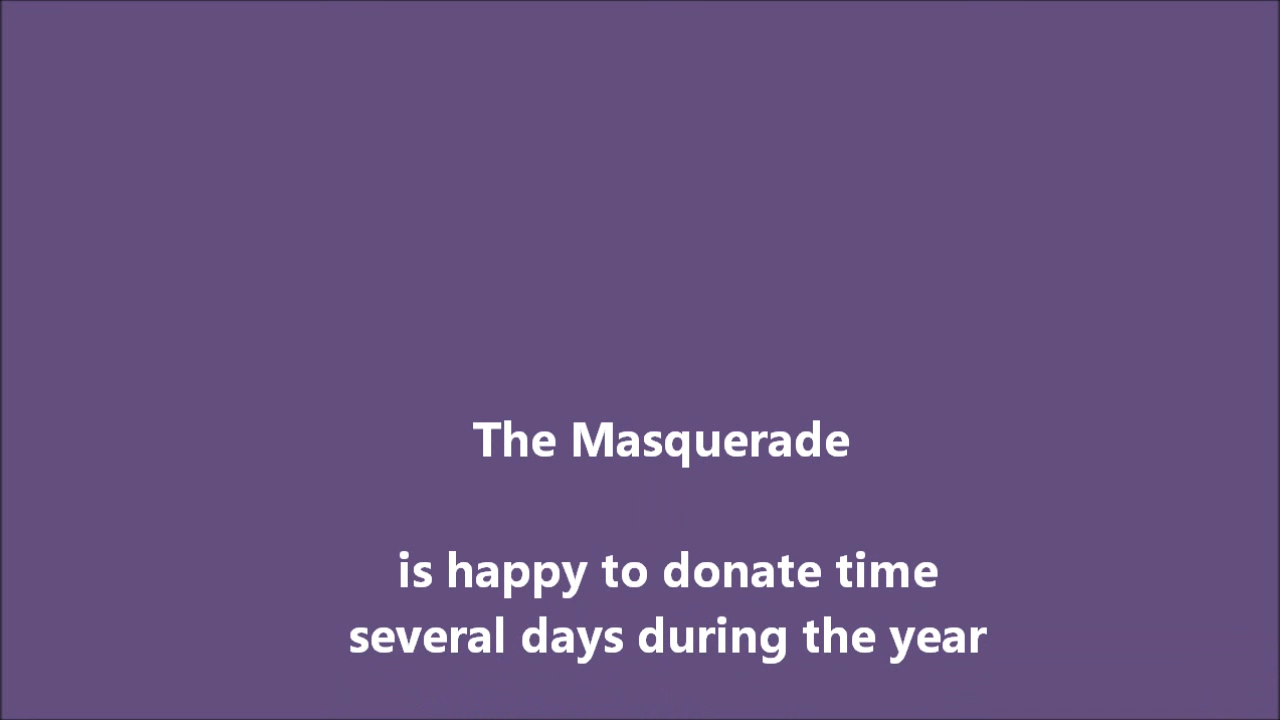 The Masquerade
is happy to donate time
several days during the year